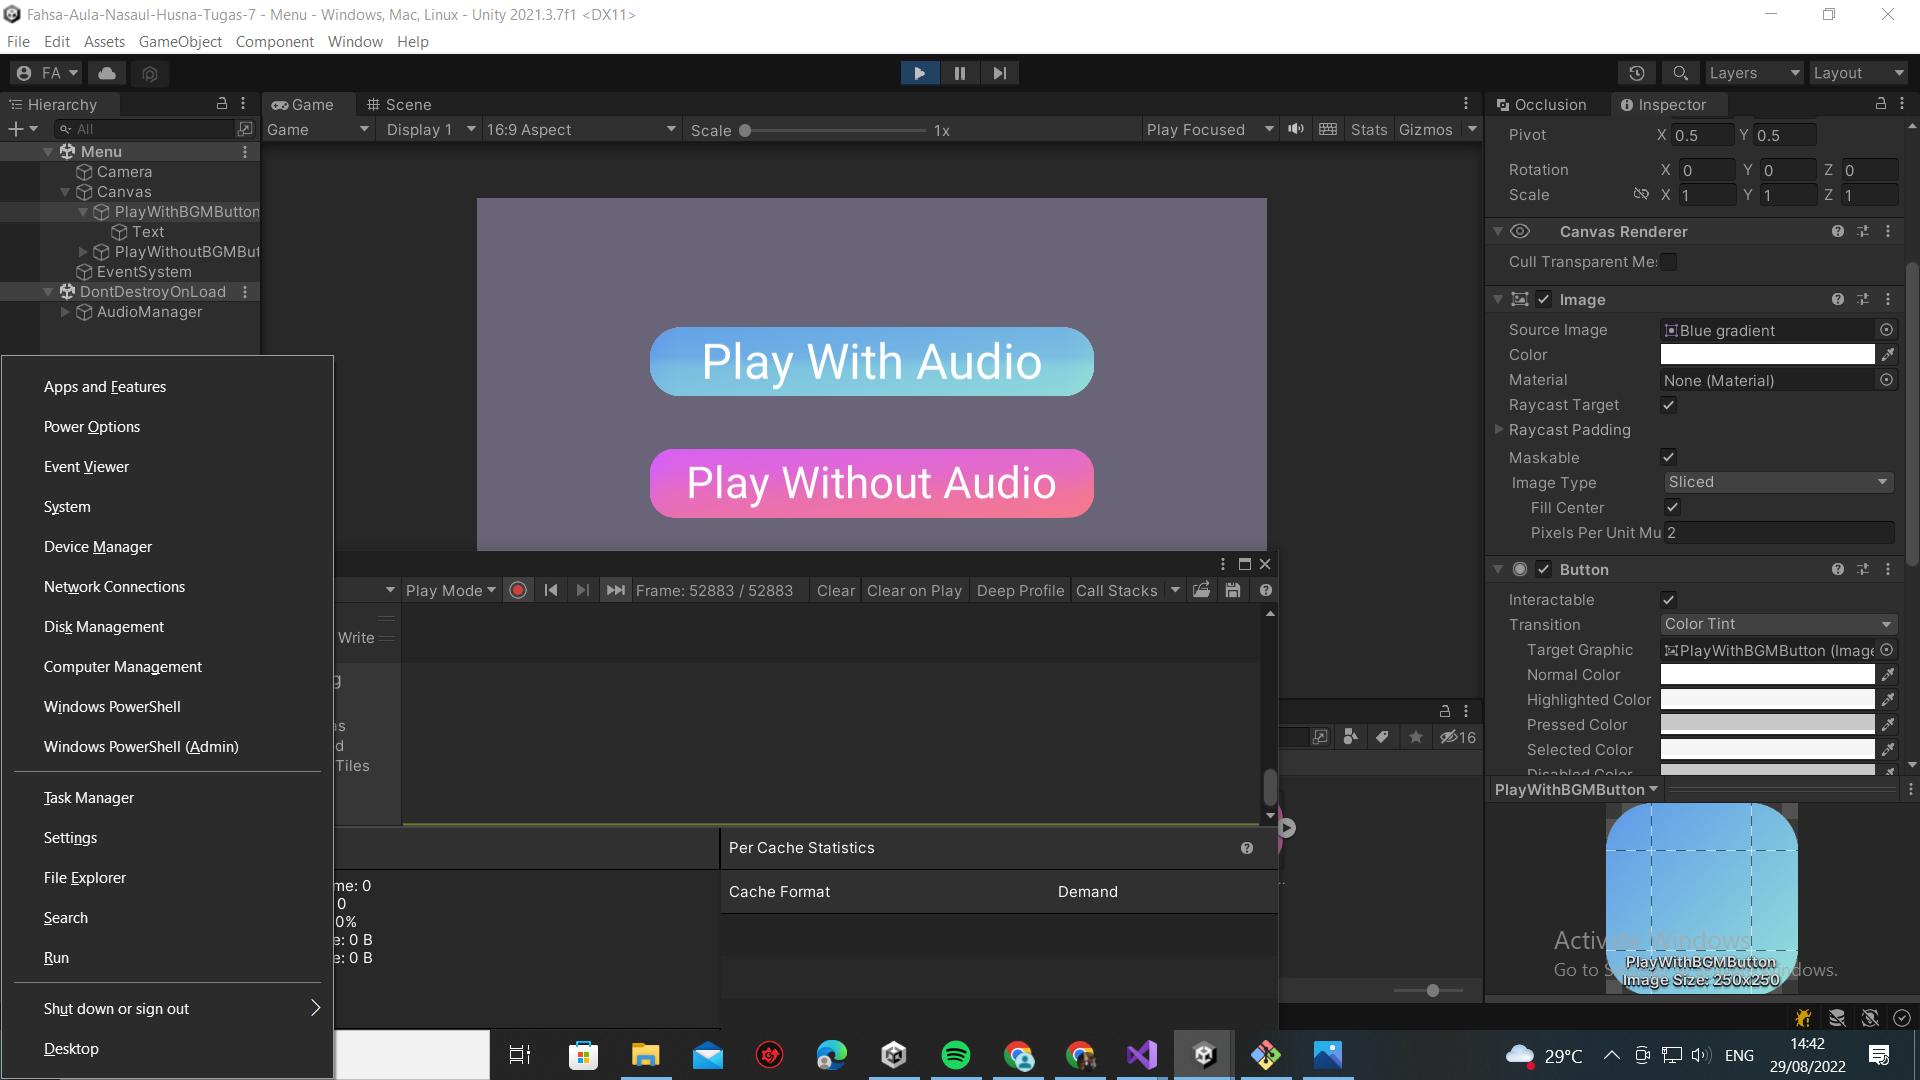 Fahsa-Aula-Nasaul-Husna-Tugas-7 - Menu - Windows, Mac, Linux - Unity 2021.3.7f1 <DX11>
File Edit Assets GameObject Component Window Help
FA Layers Layout
Hierarchy Game Scene Occlusion Inspector
All Game Display 1 16:9 Aspect Scale 1x Play Focused Stats Gizmos
Menu
Camera
Canvas
PlayWithBGMButton
Text
PlayWithoutBGMBut
EventSystem
DontDestroyOnLoad
AudioManager
Play With Audio
Play Without Audio
Pivot X 0.5 Y 0.5
Rotation X 0 Y 0 Z 0
Scale X 1 Y 1 Z 1
Canvas Renderer
Cull Transparent Me
Image
Source Image Blue gradient
Color
Material None (Material)
Raycast Target
Raycast Padding
Maskable
Image Type Sliced
Fill Center
Pixels Per Unit Mu 2
Button
Interactable
Transition Color Tint
Target Graphic PlayWithBGMButton (Image
Normal Color
Highlighted Color
Pressed Color
Selected Color
Disabled Color
PlayWithBGMButton
PlayWithBGMButton
Image Size: 250x250
Activate Windows
Go to S ndows.
Apps and Features
Power Options
Event Viewer
System
Device Manager
Network Connections
Disk Management
Computer Management
Windows PowerShell
Windows PowerShell (Admin)
Task Manager
Settings
File Explorer
Search
Run
Shut down or sign out
Desktop
Play Mode Frame: 52883 / 52883 Clear Clear on Play Deep Profile Call Stacks
Write
g
s
d
Tiles
16
Per Cache Statistics
Cache Format Demand
me: 0
0
0%
e: 0 B
e: 0 B
29°C ENG 14:42
29/08/2022